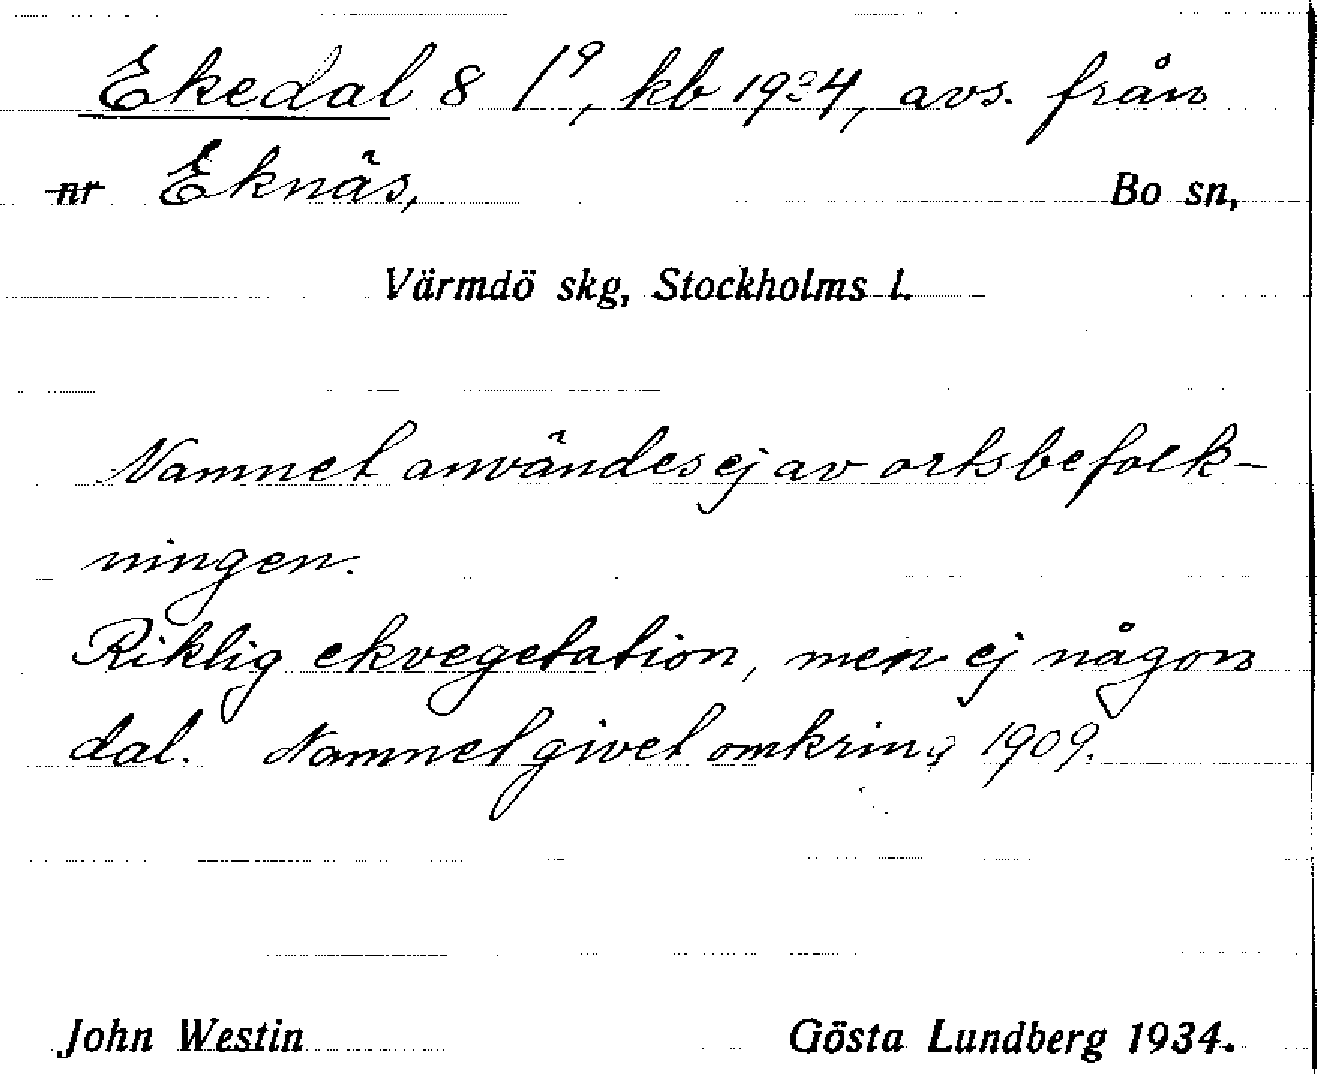 Ekedal 8 /9, kb 1934, avs. från
nr Eknäs, Bo sn,
Värmdö skg, Stockholms l.
Namnet användes ej av ortsbefolk-
ningen.
Riklig ekvegetation, men ej någon
dal. Namnet givet omkring 1909.
John Westin Gösta Lundberg 1934.